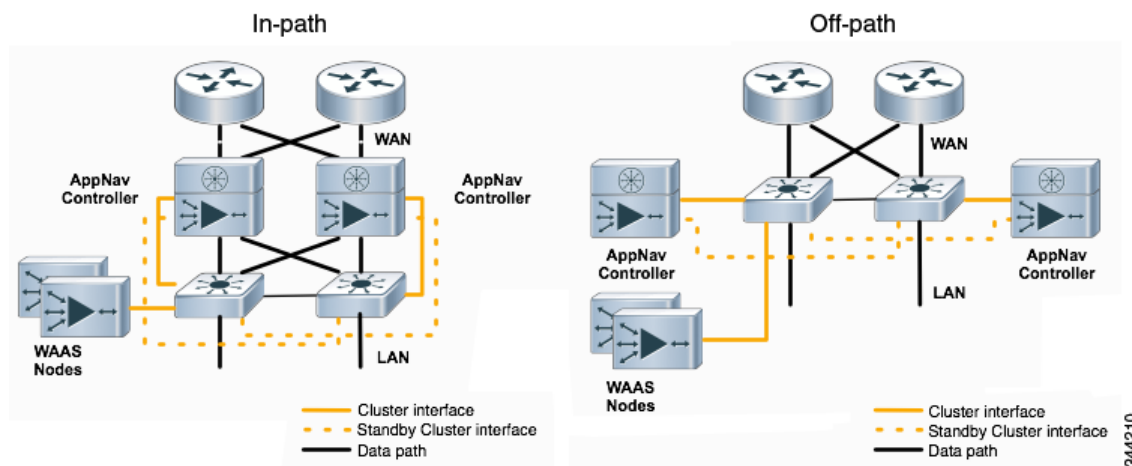 In-path
Off-path
WAN
AppNav
Controller
AppNav
Controller
WAAS
Nodes
LAN
Cluster interface
Standby Cluster interface
Data path
WAN
AppNav
Controller
AppNav
Controller
LAN
WAAS
Nodes
Cluster interface
Standby Cluster interface
Data path